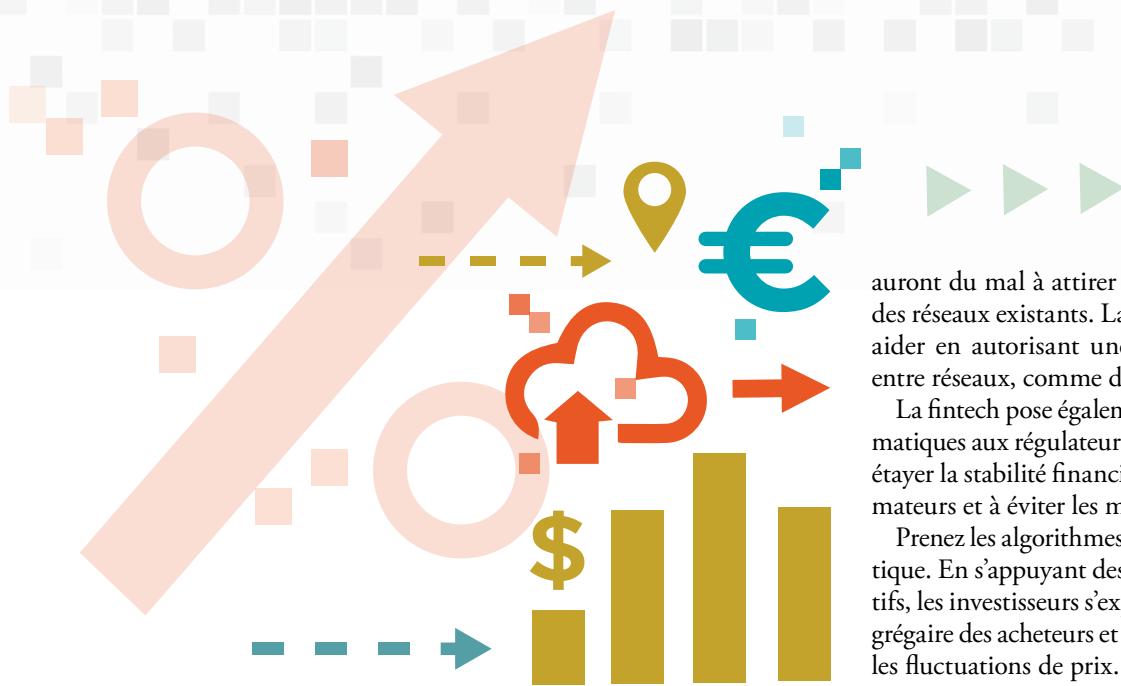 €
$
auront du mal à attirer
des réseaux existants. La
aider en autorisant une
entre réseaux, comme d
La fintech pose égalen
matiques aux régulateur
étayer la stabilité financi
mateurs et à éviter les m
Prenez les algorithmes
tique. En s'appuyant des
tifs, les investisseurs s'ex
grégaire des acheteurs et
les fluctuations de prix.